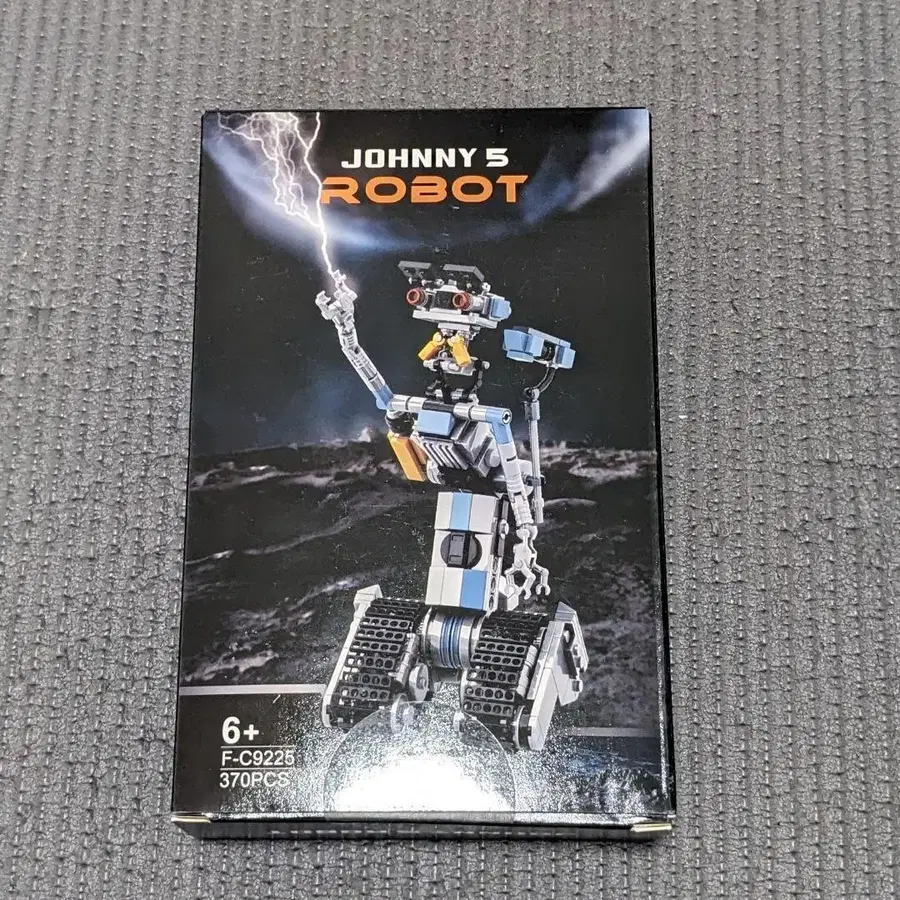 JOHNNY 5
ROBOT
6+
F-C9225
370PCS